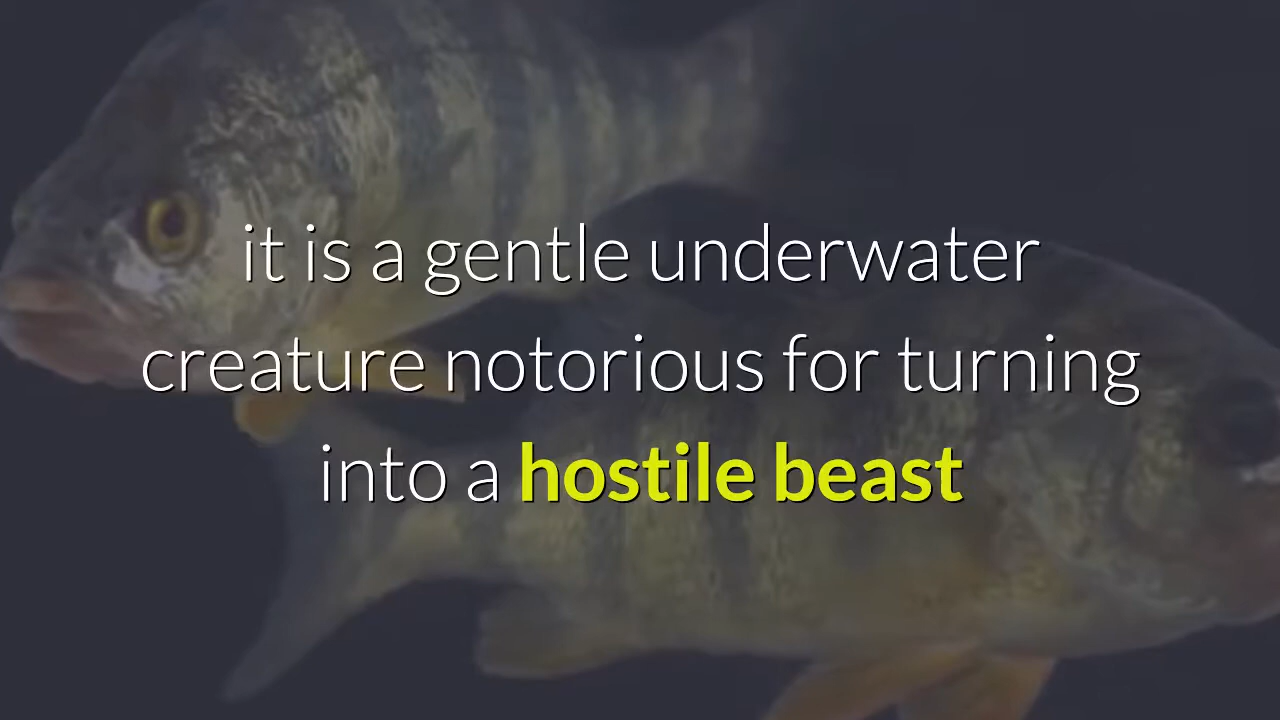 it is a gentle underwater
creature notorious for turning
into a hostile beast